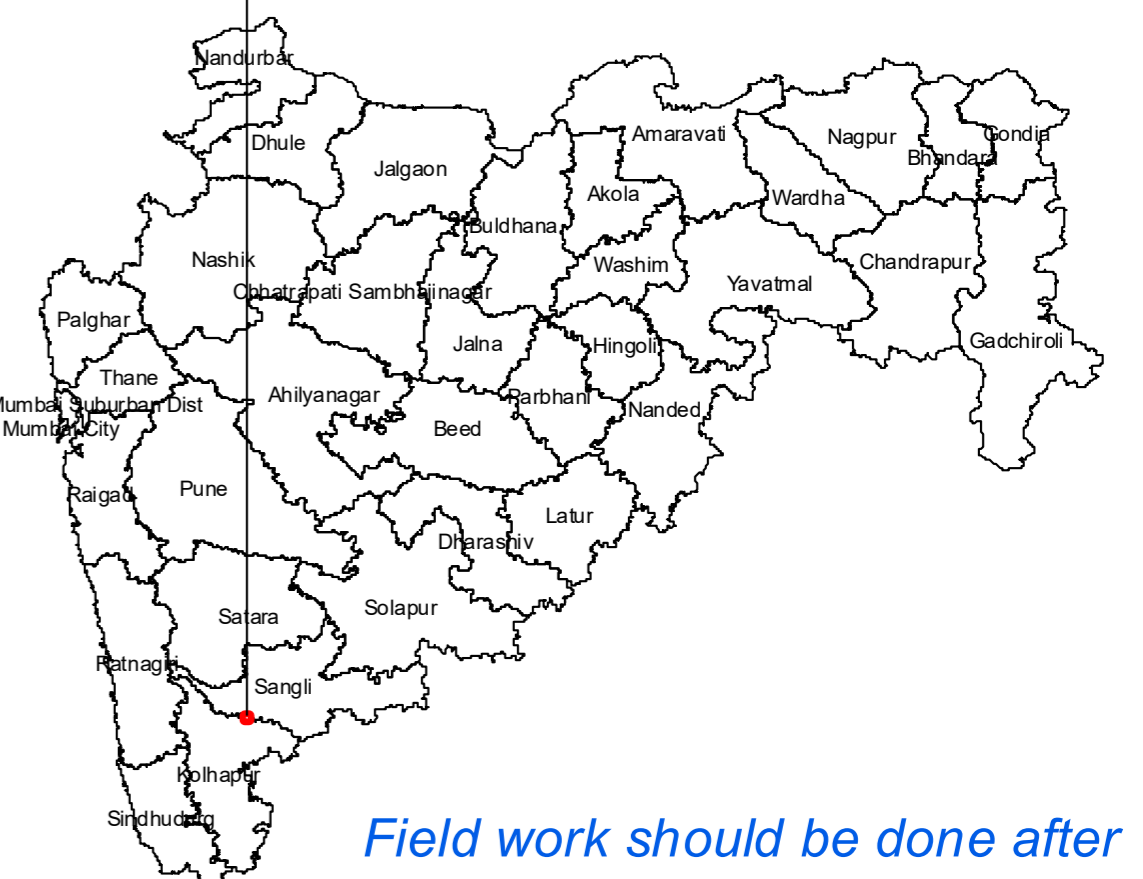 Nandurbar
Dhule
Jalgaon
Amaravati
Nagpur
Gondia
Bhandara
Akola
Wardha
Buldhana
Nashik
Washim
Chandrapur
Yavatmal
Chhatrapati Sambhajinagar
Palghar
Jalna
Hingoli
Gadchiroli
Thane
Ahilyanagar
Parbhani
Mumbai Suburban Dist
Nanded
Mumbai City
Beed
Raigad
Pune
Latur
Dharashiv
Solapur
Satara
Ratnagiri
Sangli
Kolhapur
Sindhudurg
Field work should be done after